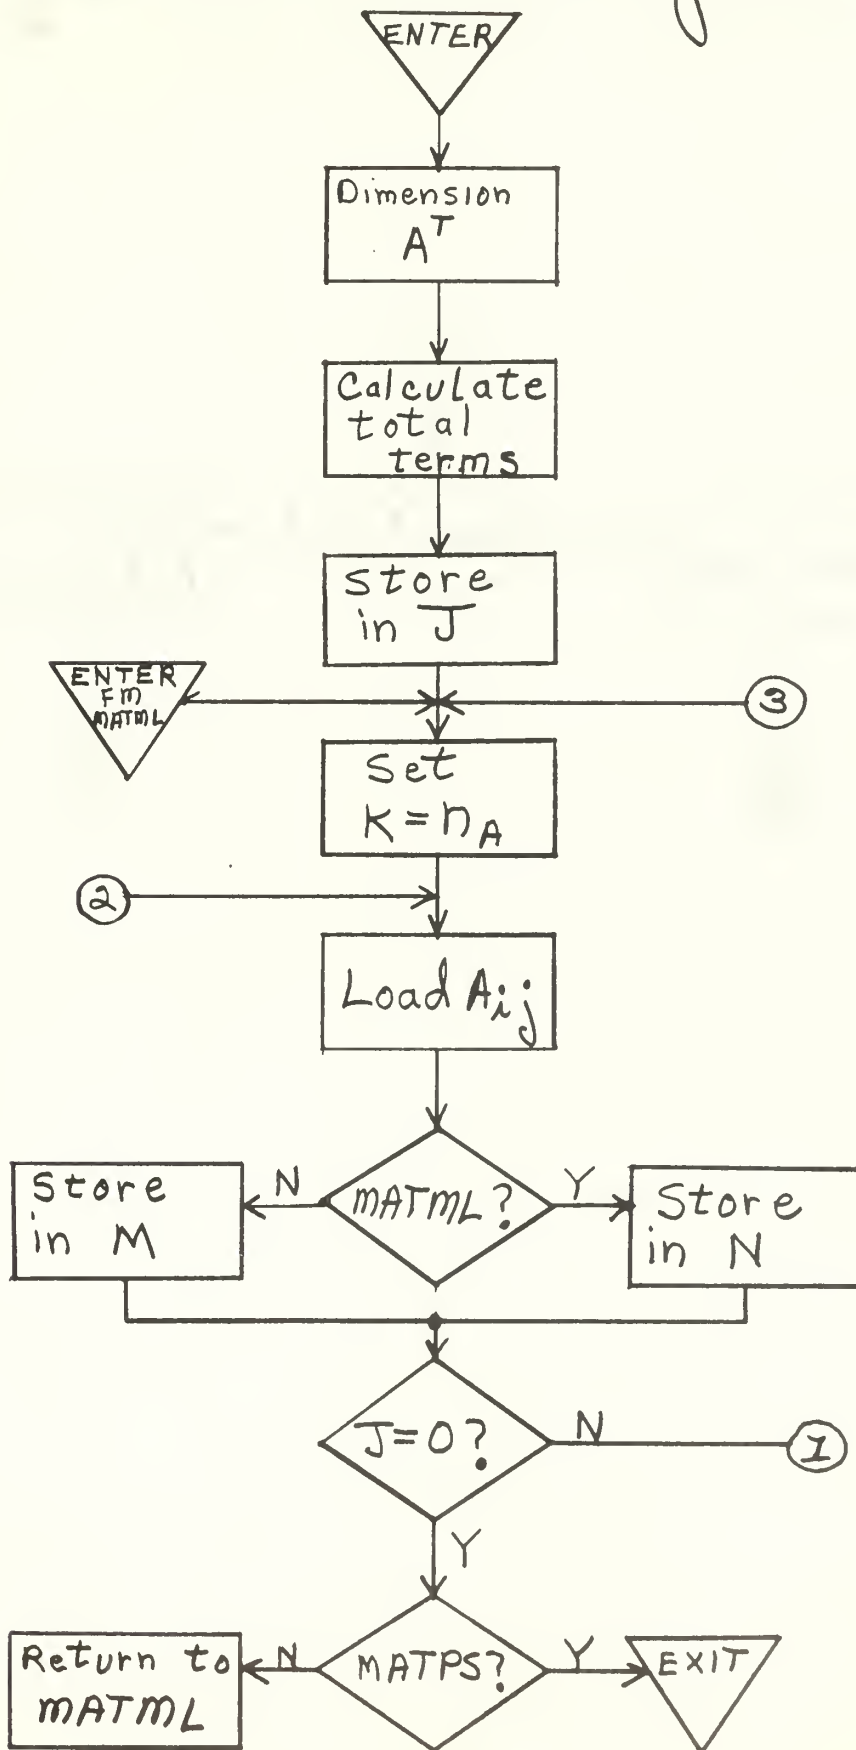 ENTER
Dimension
A^T
Calculate
total
terms
Store
in J
ENTER
FM
MATML
3
Set
K = n_A
2
Load A_ij
MATML?
N
Y
Store
in M
Store
in N
J=0?
N
1
Y
MATPS?
N
Y
Return to
MATML
EXIT